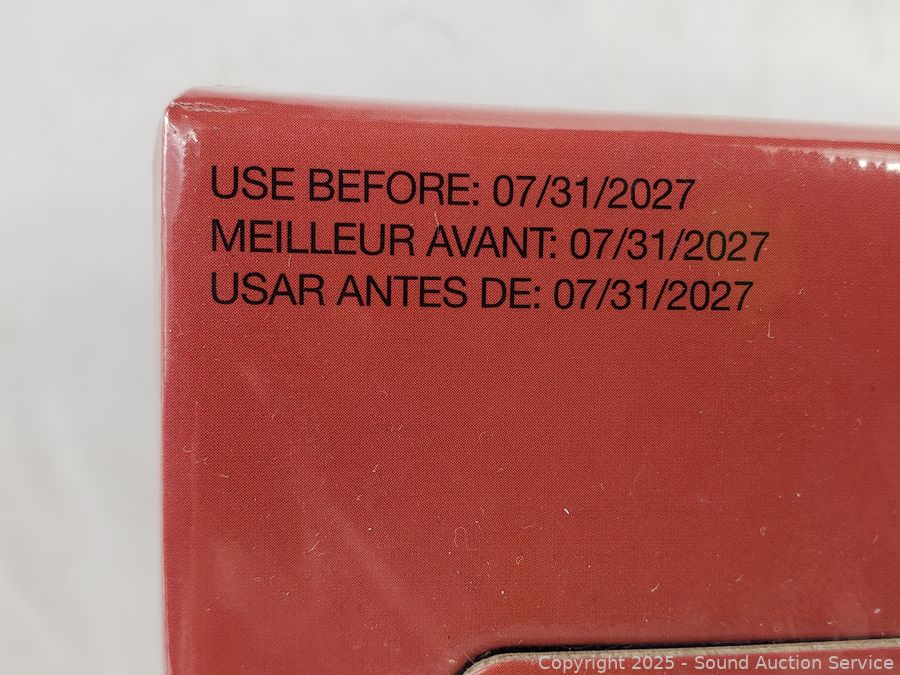 USE BEFORE: 07/31/2027
MEILLEUR AVANT: 07/31/2027
USAR ANTES DE: 07/31/2027
Copyright 2025 - Sound Auction Service